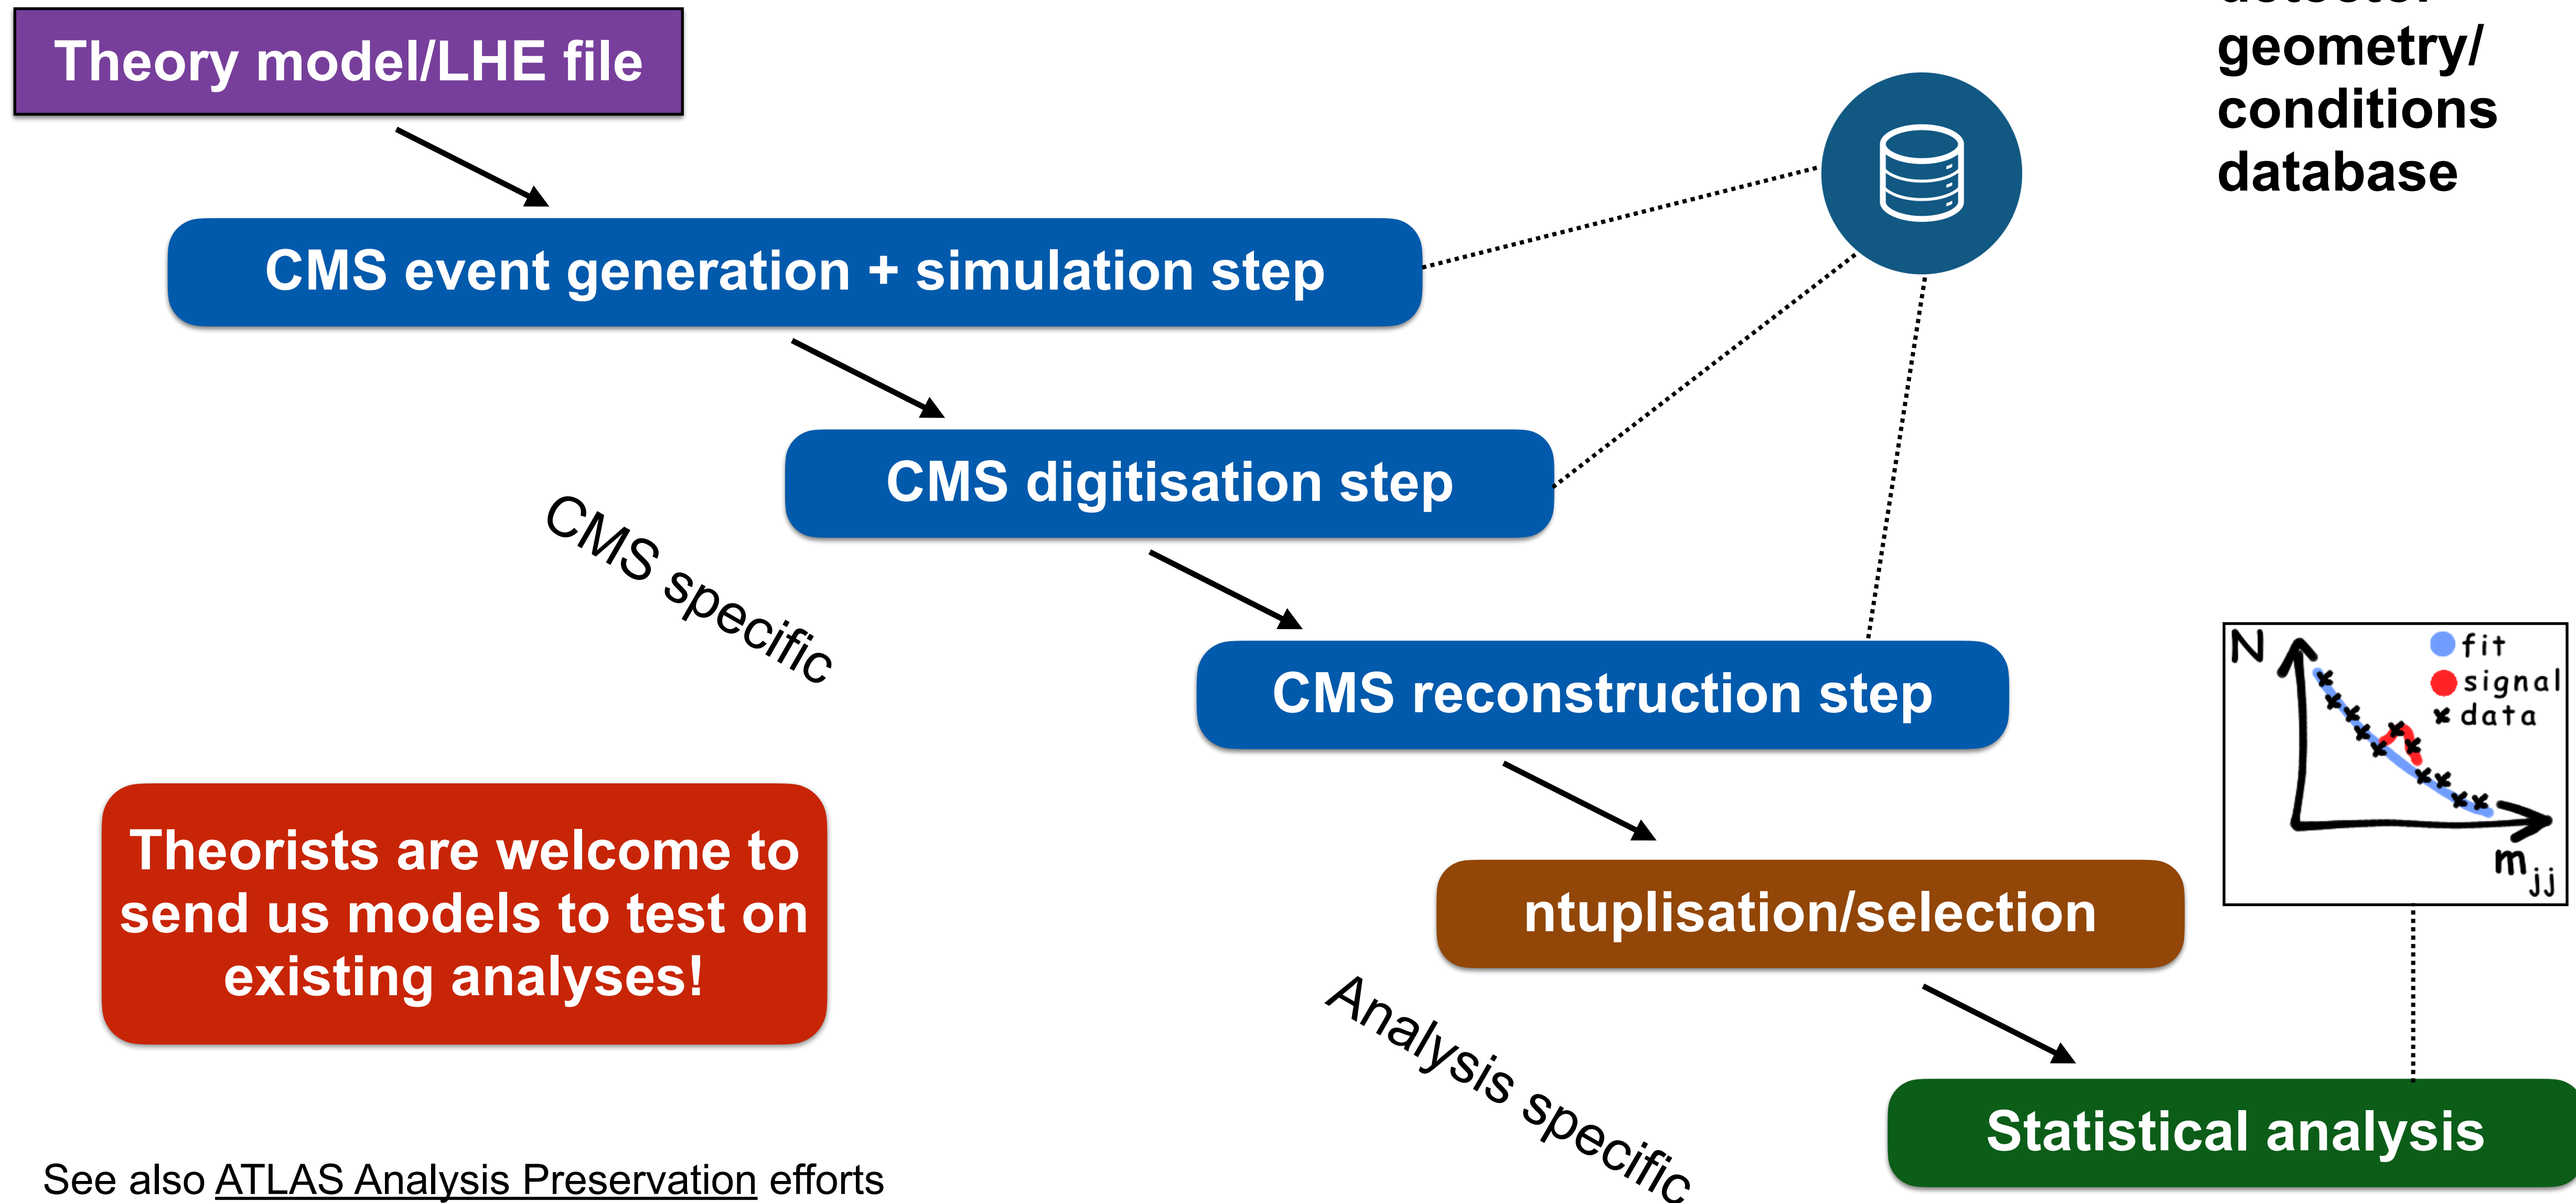 Theory model/LHE file
geometry/
conditions
database
CMS event generation + simulation step
CMS digitisation step
CMS specific
CMS reconstruction step
N
fit
signal
data
m jj
Theorists are welcome to
send us models to test on
existing analyses!
ntuplisation/selection
Analysis specific
Statistical analysis
See also ATLAS Analysis Preservation efforts